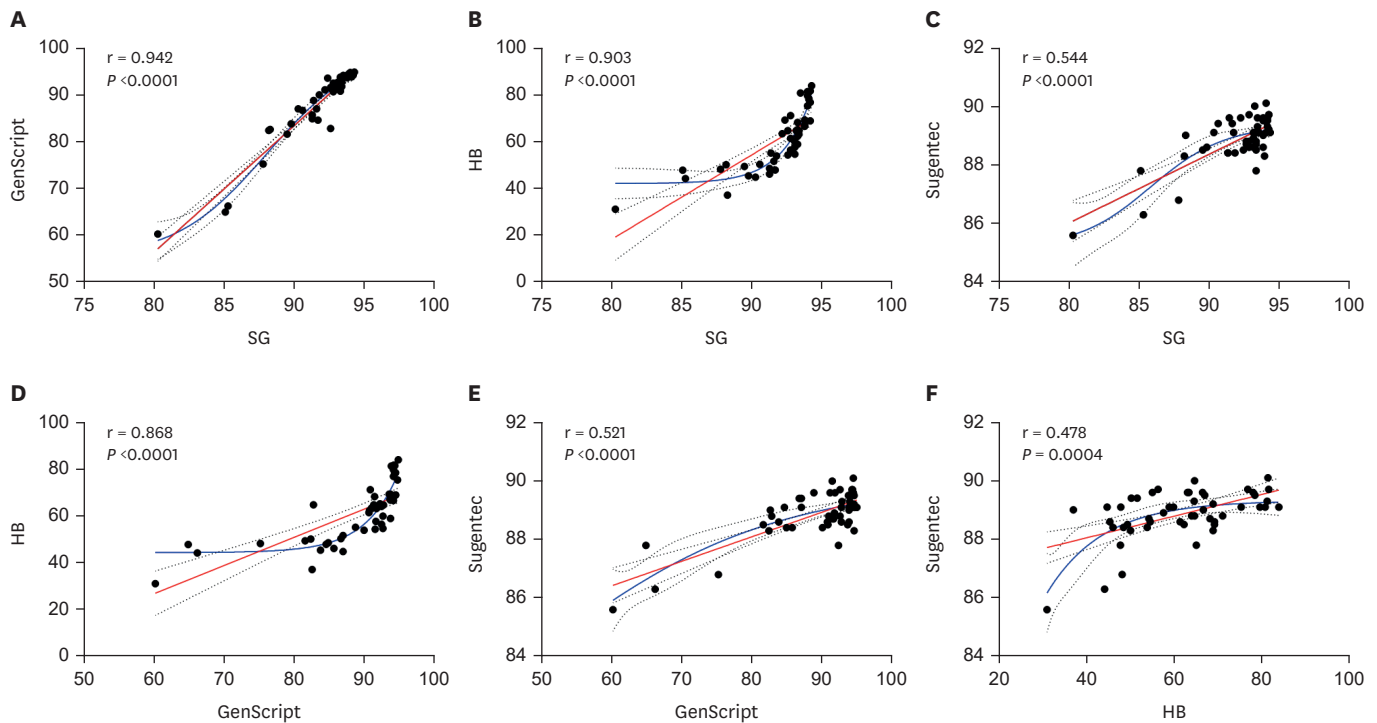 A
r = 0.942
P <0.0001
GenScript
100
90
80
70
60
50
75
80
85
90
95
100
SG
B
r = 0.903
P <0.0001
HB
100
80
60
40
20
0
75
80
85
90
95
100
SG
C
r = 0.544
P <0.0001
Sugentec
92
90
88
86
84
75
80
85
90
95
100
SG
D
r = 0.868
P <0.0001
HB
100
80
60
40
20
0
50
60
70
80
90
100
GenScript
E
r = 0.521
P <0.0001
Sugentec
92
90
88
86
84
50
60
70
80
90
100
GenScript
F
r = 0.478
P = 0.0004
Sugentec
92
90
88
86
84
20
40
60
80
100
HB